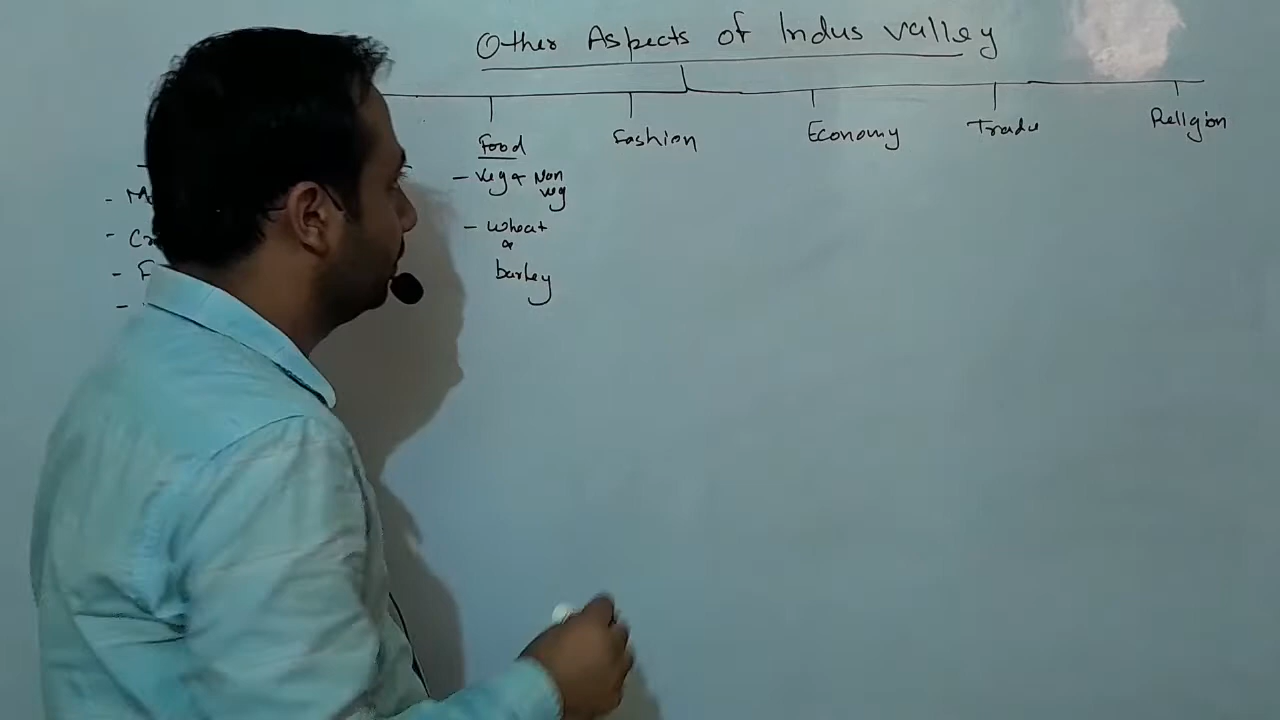 Other Aspects of Indus valley
Food Fashion Economy Trade Religion
- Veg & Non
veg
- wheat
&
barley